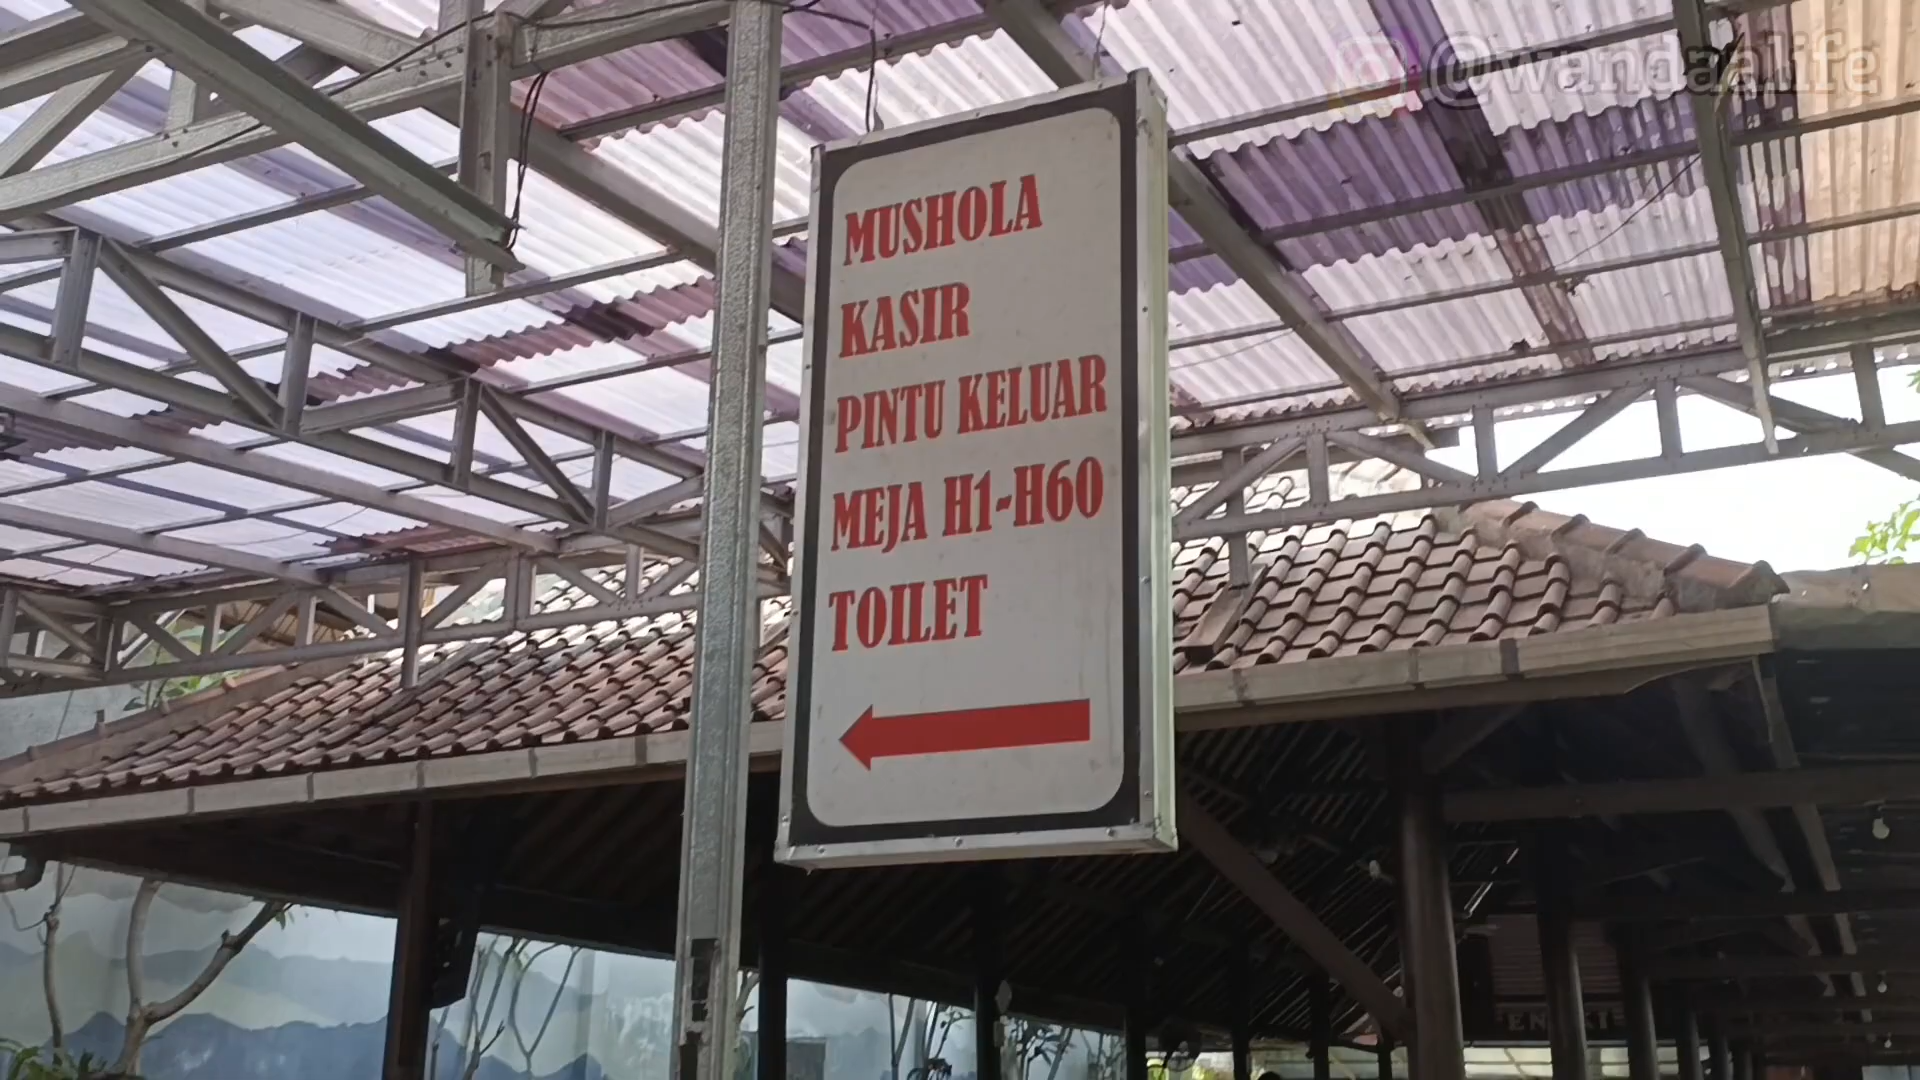 @wandaalife
MUSHOLA
KASIR
PINTU KELUAR
MEJA H1-H60
TOILET